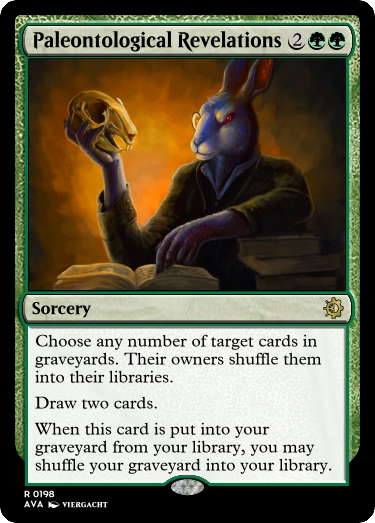 Paleontological Revelations 2
Sorcery
Choose any number of target cards in
graveyards. Their owners shuffle them
into their libraries.
Draw two cards.
When this card is put into your
graveyard from your library, you may
shuffle your graveyard into your library.
R 0198
AVA VIERGACHT